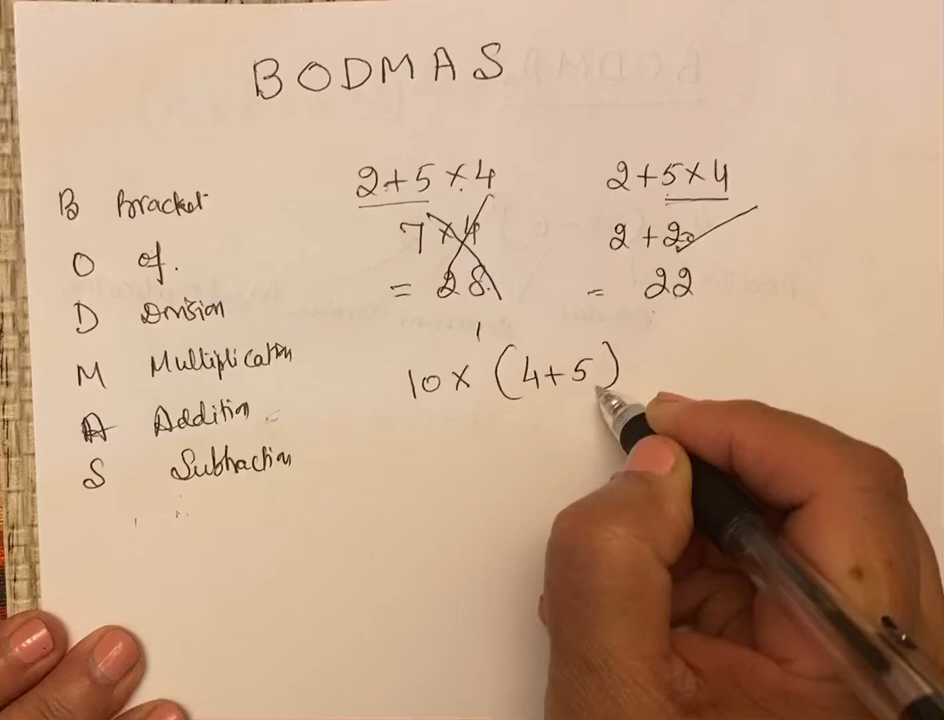 BODMAS
B Bracket
O of.
D Division
M Multiplication
A Addition
S Subtraction
2+5×4
7×4
= 28
2+5×4
2+20
= 22
10× (4+5)